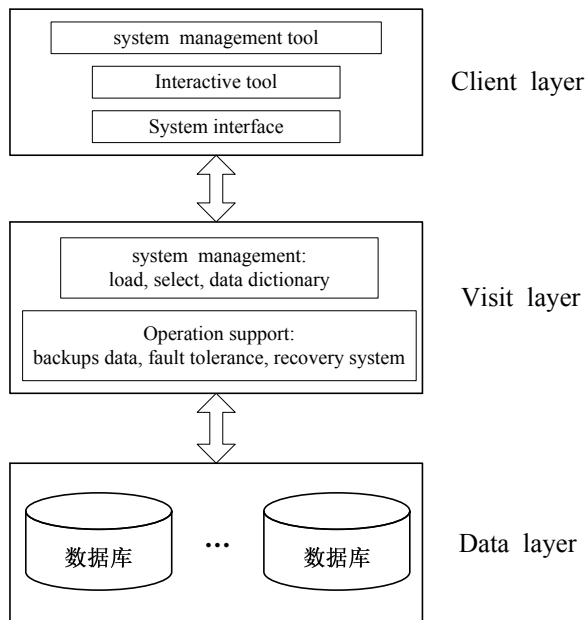 system management tool
Interactive tool
System interface
Client layer
system management:
load, select, data dictionary
Operation support:
backups data, fault tolerance, recovery system
Visit layer
数据库
...
数据库
Data layer